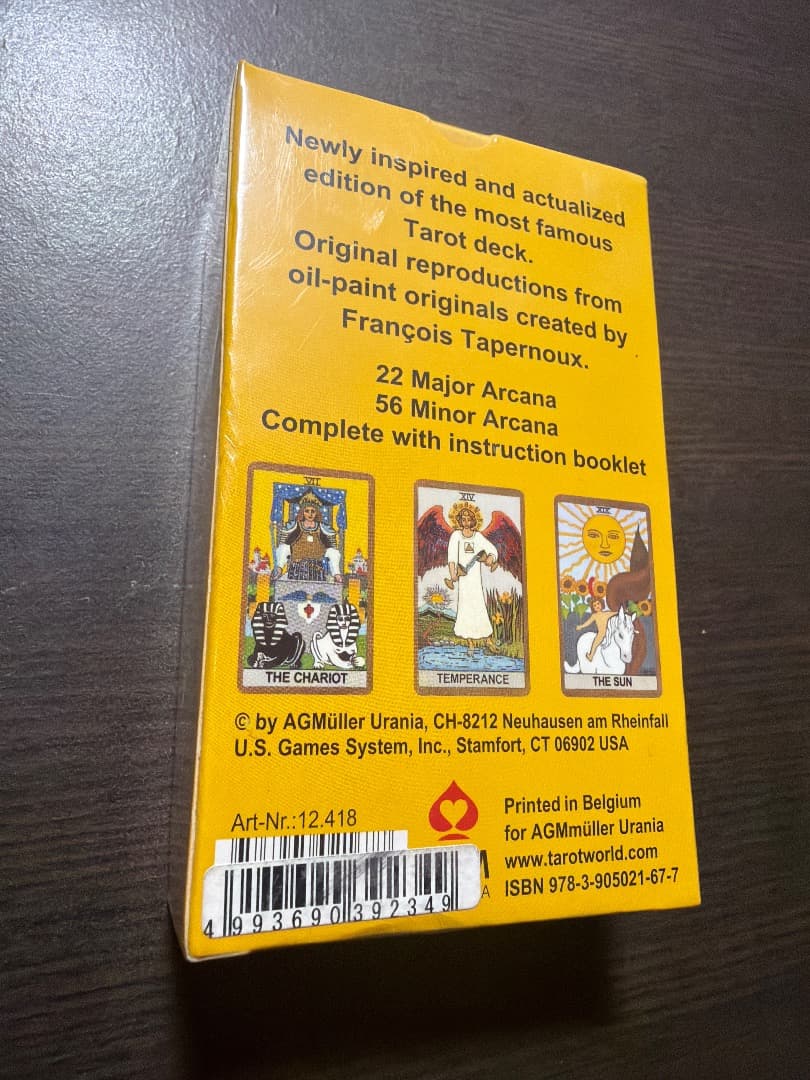 Newly inspired and actualized
edition of the most famous
Tarot deck.
Original reproductions from
oil-paint originals created by
François Tapernoux.
22 Major Arcana
56 Minor Arcana
Complete with instruction booklet
VII
THE CHARIOT
XIV
TEMPERANCE
XIX
THE SUN
© by AGMüller Urania, CH-8212 Neuhausen am Rheinfall
U.S. Games System, Inc., Stamfort, CT 06902 USA
Art-Nr.:12.418
4 993690 392349
M
A
Printed in Belgium
for AGMmüller Urania
www.tarotworld.com
ISBN 978-3-905021-67-7